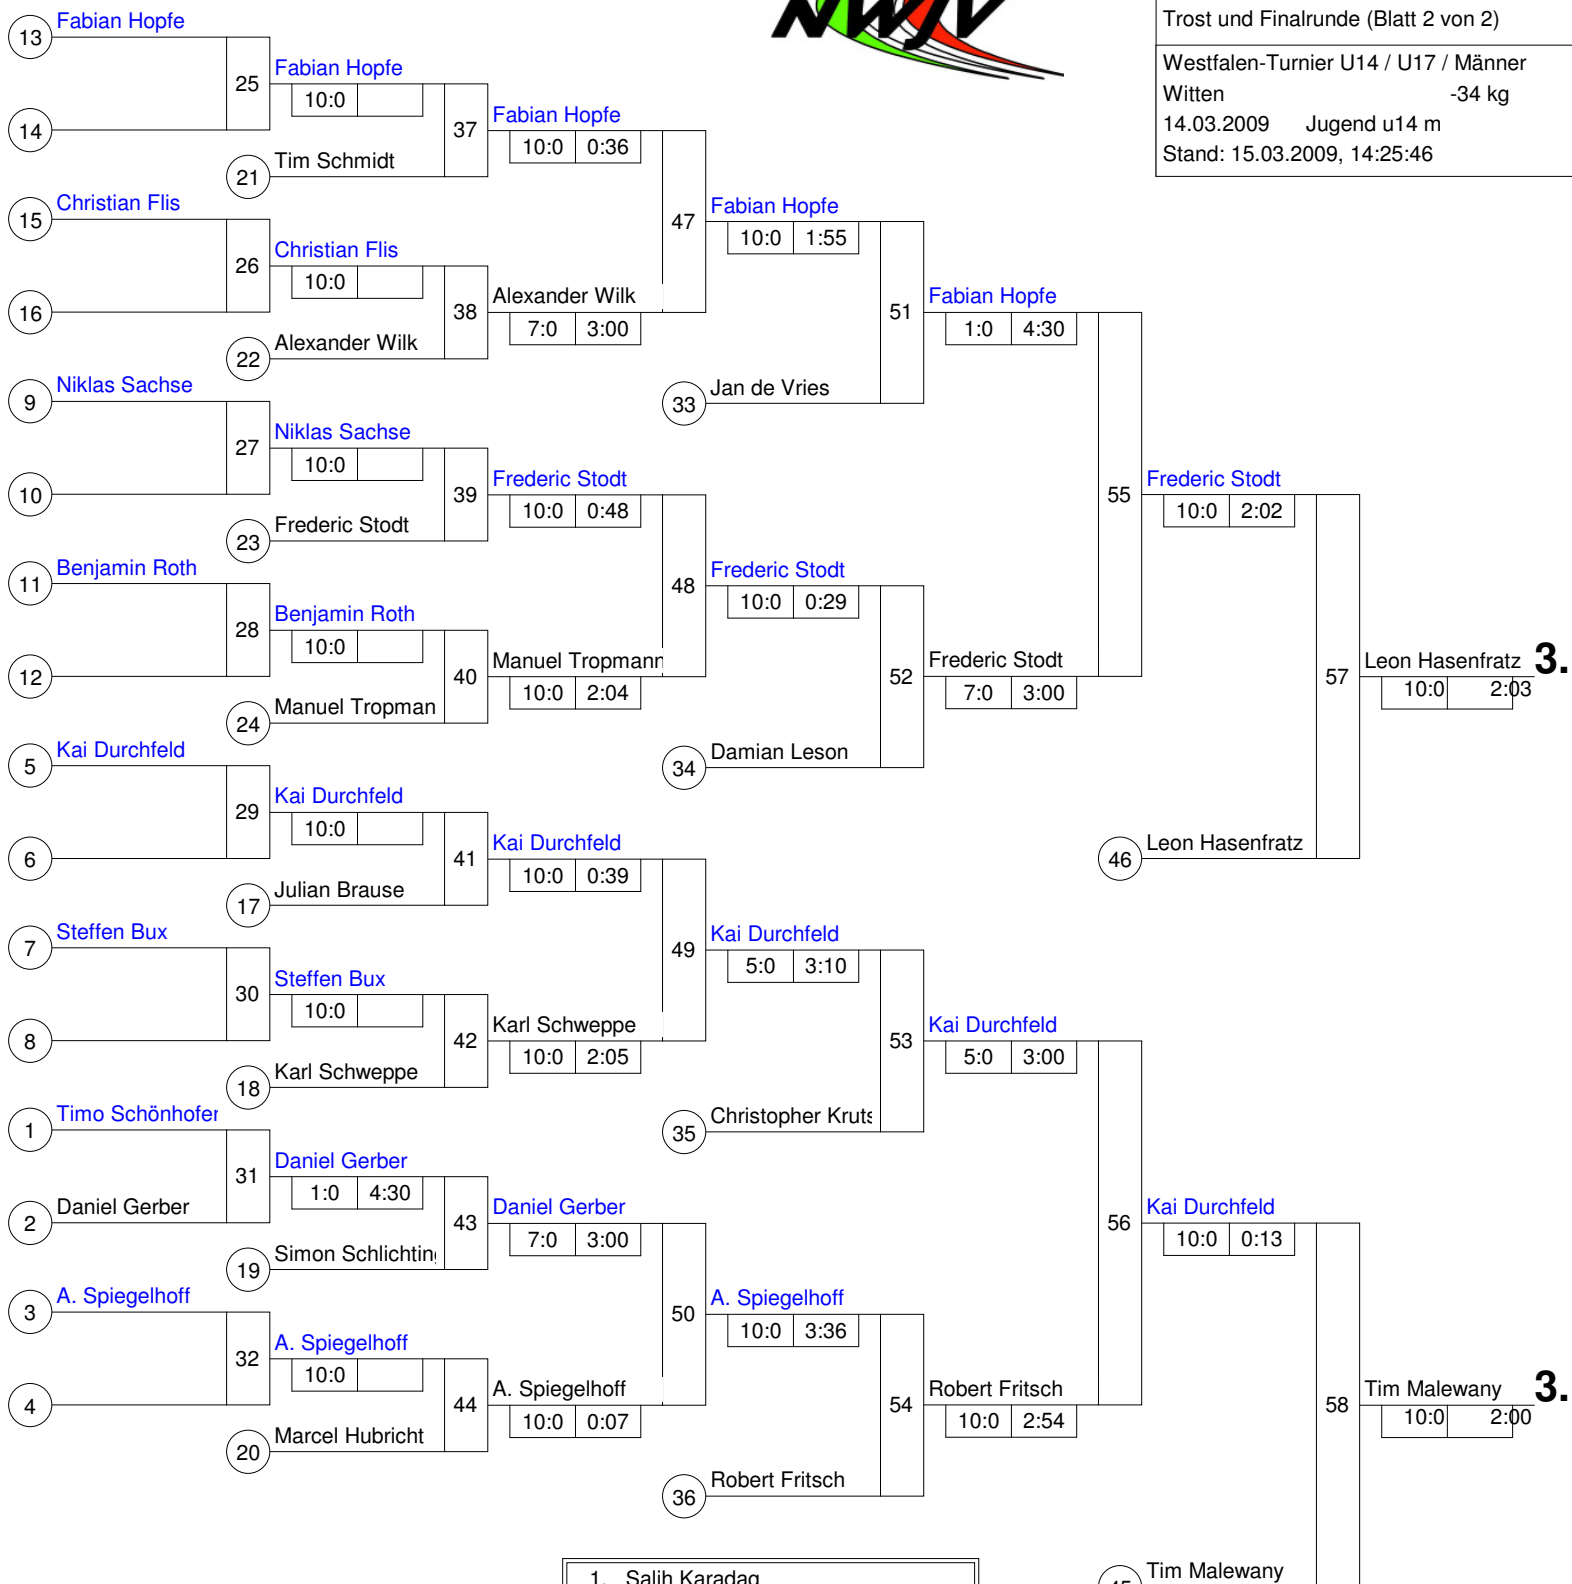 NWJV
Trost und Finalrunde (Blatt 2 von 2)
Westfalen-Turnier U14 / U17 / Männer
Witten -34 kg
14.03.2009 Jugend u14 m
Stand: 15.03.2009, 14:25:46
13 Fabian Hopfe
14
25 Fabian Hopfe
10:0
21 Tim Schmidt
37 Fabian Hopfe
10:0 0:36
15 Christian Flis
16
26 Christian Flis
10:0
22 Alexander Wilk
38 Alexander Wilk
7:0 3:00
47 Fabian Hopfe
10:0 1:55
33 Jan de Vries
51 Fabian Hopfe
1:0 4:30
9 Niklas Sachse
10
27 Niklas Sachse
10:0
23 Frederic Stodt
39 Frederic Stodt
10:0 0:48
11 Benjamin Roth
12
28 Benjamin Roth
10:0
24 Manuel Tropman
40 Manuel Tropmann
10:0 2:04
48 Frederic Stodt
10:0 0:29
34 Damian Leson
52 Frederic Stodt
7:0 3:00
55 Frederic Stodt
10:0 2:02
46 Leon Hasenfratz
57 Leon Hasenfratz 3.
10:0 2:03
5 Kai Durchfeld
6
29 Kai Durchfeld
10:0
17 Julian Brause
41 Kai Durchfeld
10:0 0:39
7 Steffen Bux
8
30 Steffen Bux
10:0
18 Karl Schweppe
42 Karl Schweppe
10:0 2:05
49 Kai Durchfeld
5:0 3:10
35 Christopher Kruts
53 Kai Durchfeld
5:0 3:00
1 Timo Schönhofer
2 Daniel Gerber
31 Daniel Gerber
1:0 4:30
19 Simon Schlichting
43 Daniel Gerber
7:0 3:00
3 A. Spiegelhoff
4
32 A. Spiegelhoff
10:0
20 Marcel Hubricht
44 A. Spiegelhoff
10:0 0:07
50 A. Spiegelhoff
10:0 3:36
36 Robert Fritsch
54 Robert Fritsch
10:0 2:54
56 Kai Durchfeld
10:0 0:13
45 Tim Malewany
58 Tim Malewany 3.
10:0 2:00
1. Salih Karadag